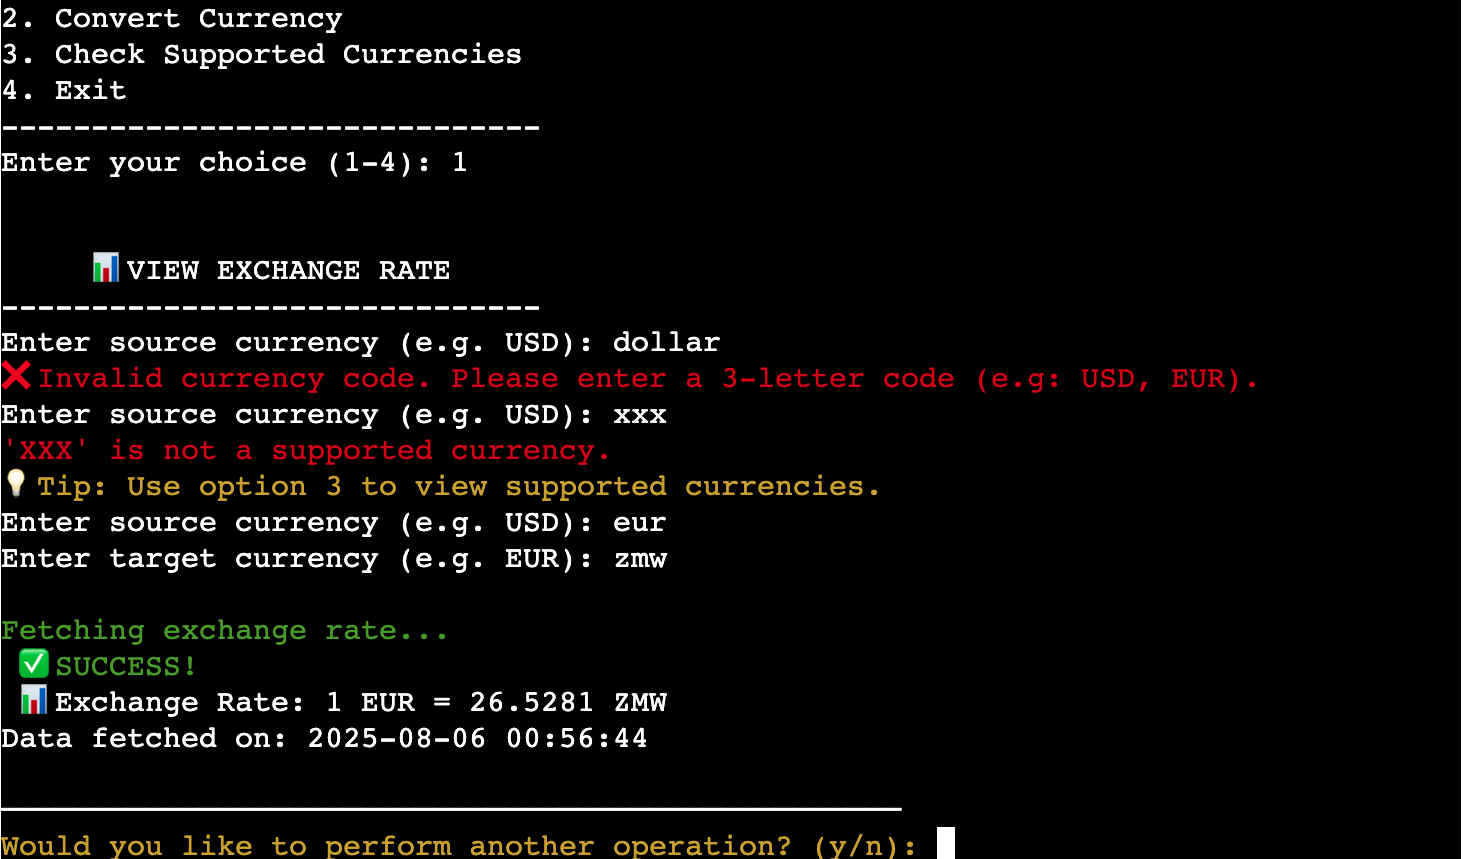 2. Convert Currency
3. Check Supported Currencies
4. Exit
------------------------------
Enter your choice (1-4): 1
📊VIEW EXCHANGE RATE
------------------------------
Enter source currency (e.g. USD): dollar
❌Invalid currency code. Please enter a 3-letter code (e.g: USD, EUR).
Enter source currency (e.g. USD): xxx
'XXX' is not a supported currency.
💡Tip: Use option 3 to view supported currencies.
Enter source currency (e.g. USD): eur
Enter target currency (e.g. EUR): zmw
Fetching exchange rate...
✅SUCCESS!
📊Exchange Rate: 1 EUR = 26.5281 ZMW
Data fetched on: 2025-08-06 00:56:44
__________________________________________________
Would you like to perform another operation? (y/n):